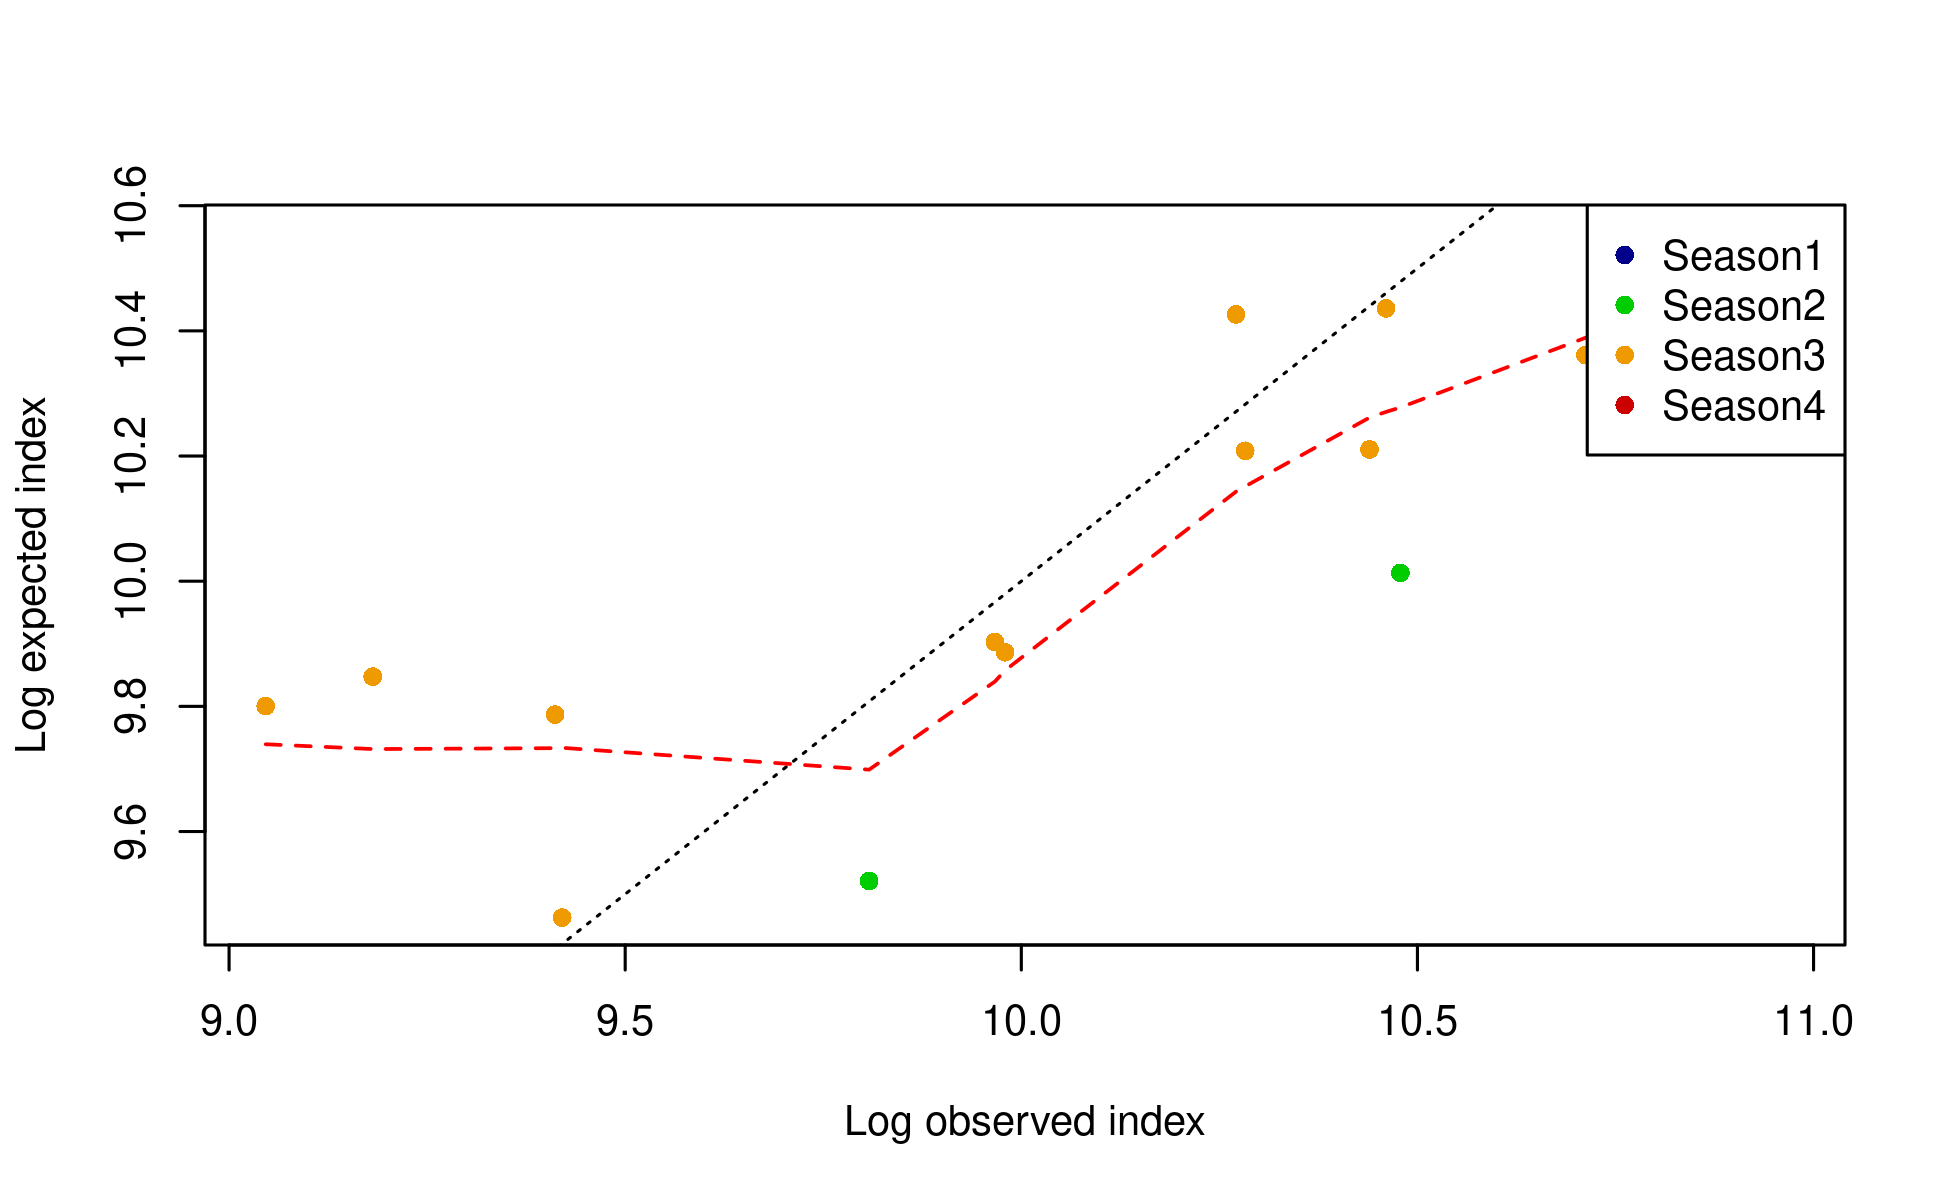 Log expected index
10.6
10.4
10.2
10.0
9.8
9.6
Season1
Season2
Season3
Season4
9.0 9.5 10.0 10.5 11.0
Log observed index